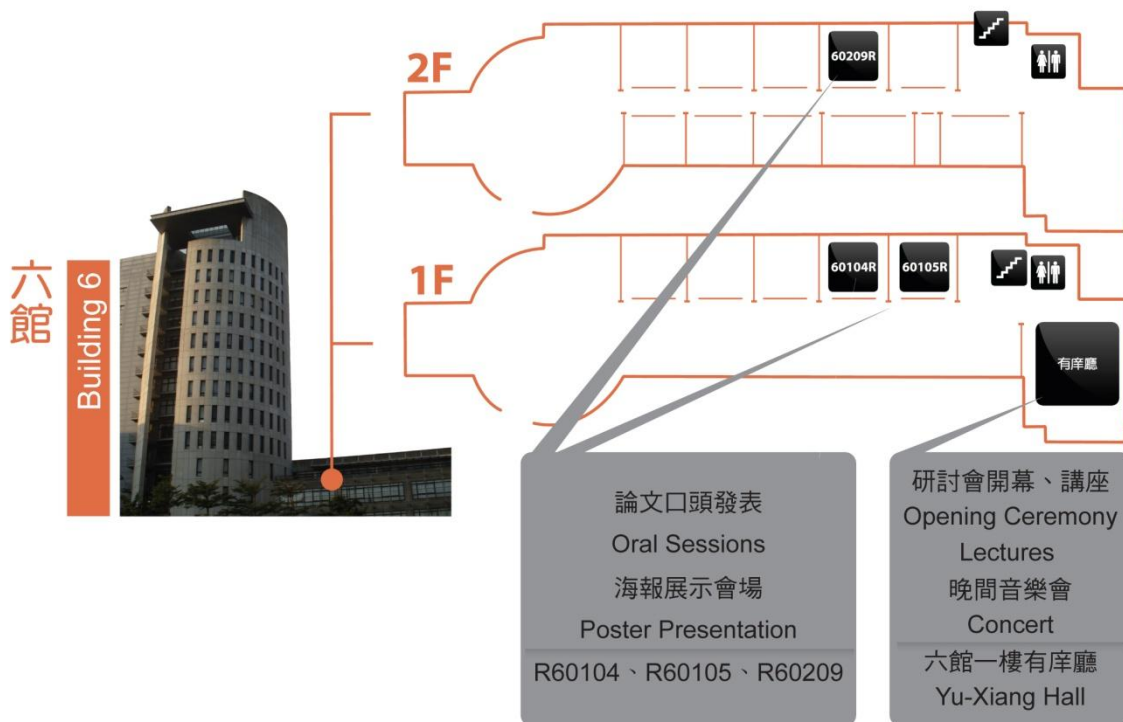 2F
60209R
六館
Building 6
1F
60104R
60105R
有庠廳
論文口頭發表
Oral Sessions
海報展示會場
Poster Presentation
R60104、R60105、R60209
研討會開幕、講座
Opening Ceremony
Lectures
晚間音樂會
Concert
六館一樓有庠廳
Yu-Xiang Hall